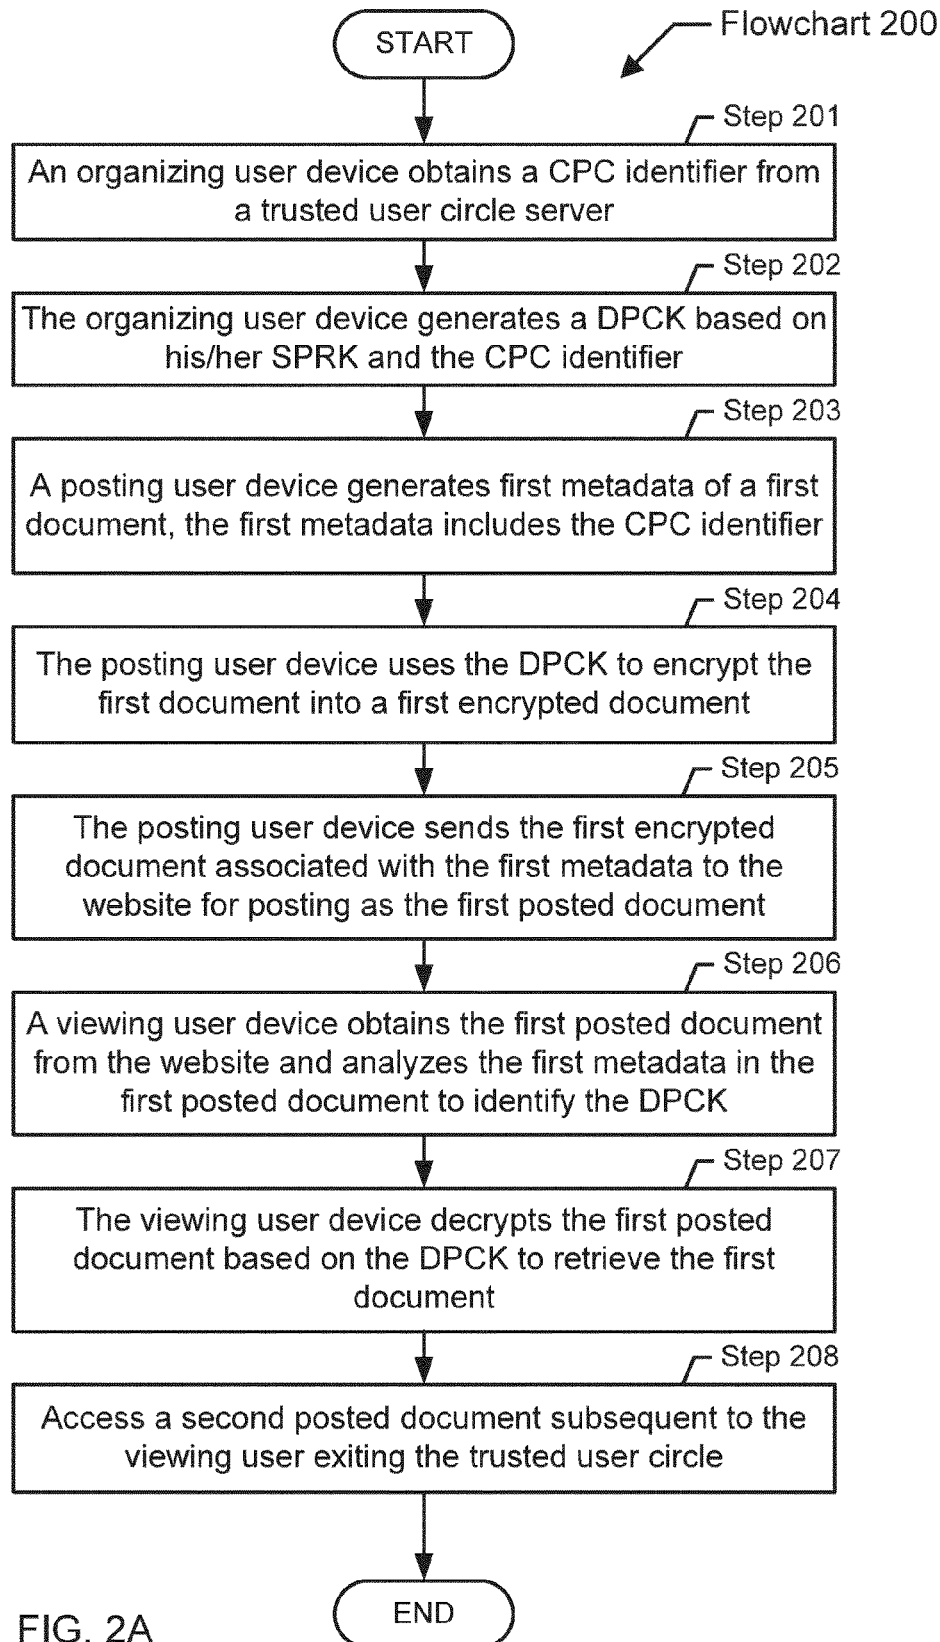 START
Flowchart 200
Step 201
An organizing user device obtains a CPC identifier from
a trusted user circle server
Step 202
The organizing user device generates a DPCK based on
his/her SPRK and the CPC identifier
Step 203
A posting user device generates first metadata of a first
document, the first metadata includes the CPC identifier
Step 204
The posting user device uses the DPCK to encrypt the
first document into a first encrypted document
Step 205
The posting user device sends the first encrypted
document associated with the first metadata to the
website for posting as the first posted document
Step 206
A viewing user device obtains the first posted document
from the website and analyzes the first metadata in the
first posted document to identify the DPCK
Step 207
The viewing user device decrypts the first posted
document based on the DPCK to retrieve the first
document
Step 208
Access a second posted document subsequent to the
viewing user exiting the trusted user circle
END
FIG. 2A